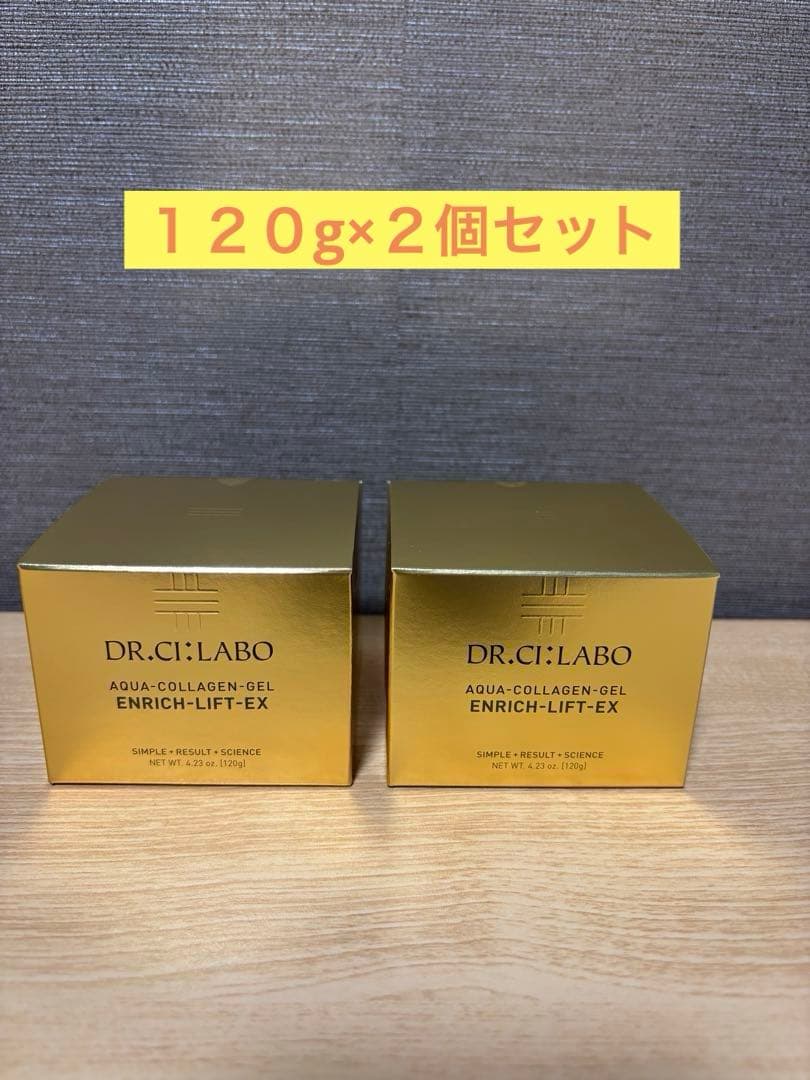 １２０g×２個セット
DR.CI:LABO
AQUA-COLLAGEN-GEL
ENRICH-LIFT-EX
SIMPLE + RESULT + SCIENCE
NET WT. 4.23 oz. [120g]
DR.CI:LABO
AQUA-COLLAGEN-GEL
ENRICH-LIFT-EX
SIMPLE + RESULT + SCIENCE
NET WT. 4.23 oz. [120g]